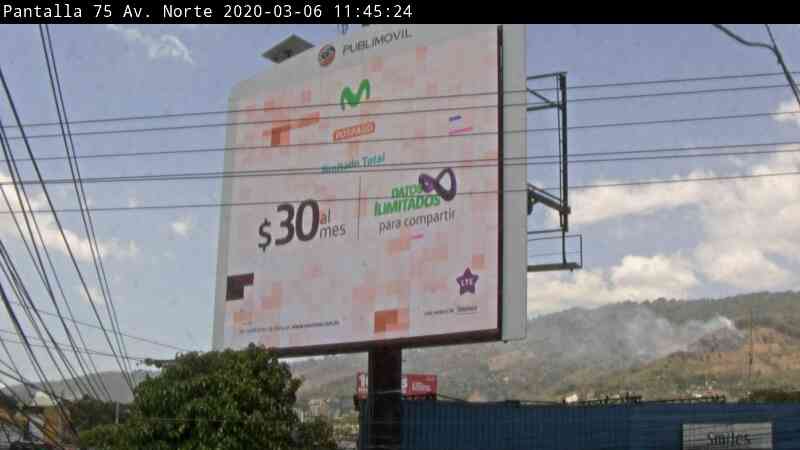 Pantalla 75 Av. Norte 2020-03-06 11:45:24
PUBLIMOVIL
POSPAGO
Ilimitado Total
$30 al mes
DATOS
ILIMITADOS
para compartir
LTE
Smiles